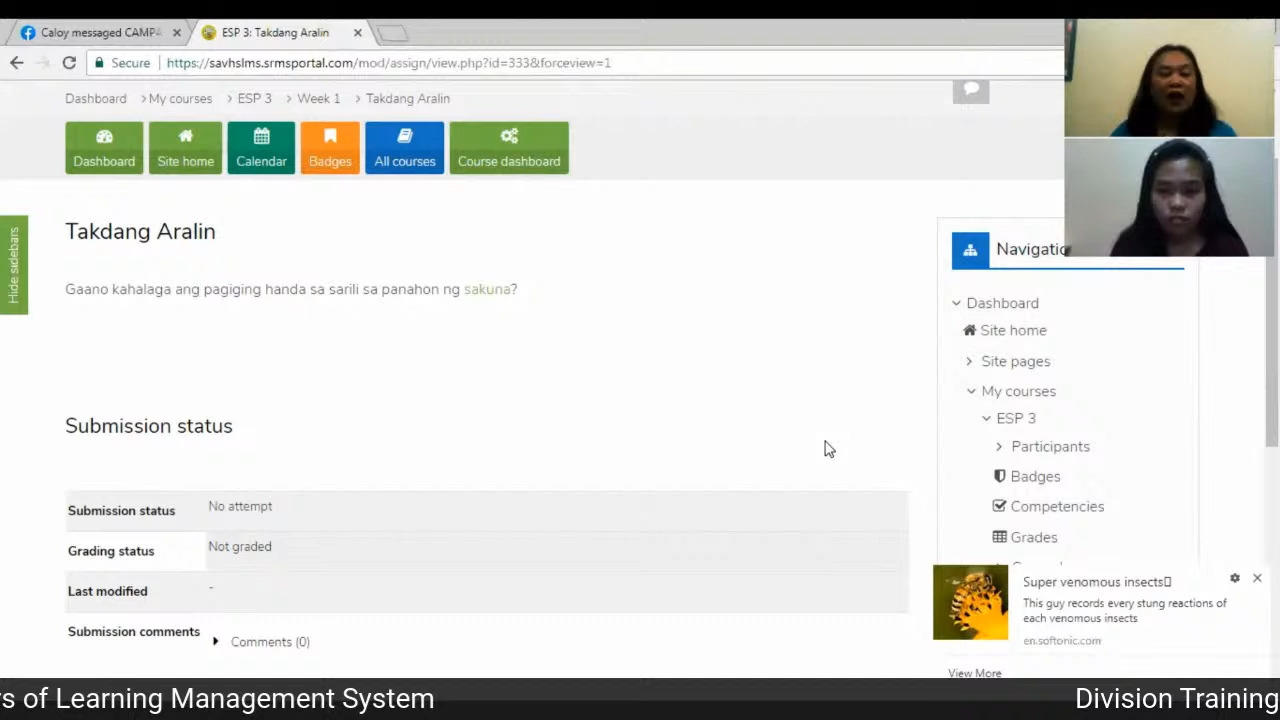 Caloy messaged CAMP
ESP 3: Takdang Aralin
Secure
https://savhslms.srmsportal.com/mod/assign/view.php?id=333&forceview=1
Dashboard > My courses > ESP 3 > Week 1 > Takdang Aralin
Dashboard
Site home
Calendar
Badges
All courses
Course dashboard
Hide sidebars
Takdang Aralin
Gaano kahalaga ang pagiging handa sa sarili sa panahon ng sakuna?
Submission status
Submission status No attempt
Grading status Not graded
Last modified -
Submission comments Comments (0)
Navigatio
Dashboard
Site home
Site pages
My courses
ESP 3
Participants
Badges
Competencies
Grades
Super venomous insects
This guy records every stung reactions of
each venomous insects
en.softonic.com
View More
rs of Learning Management System
Division Training